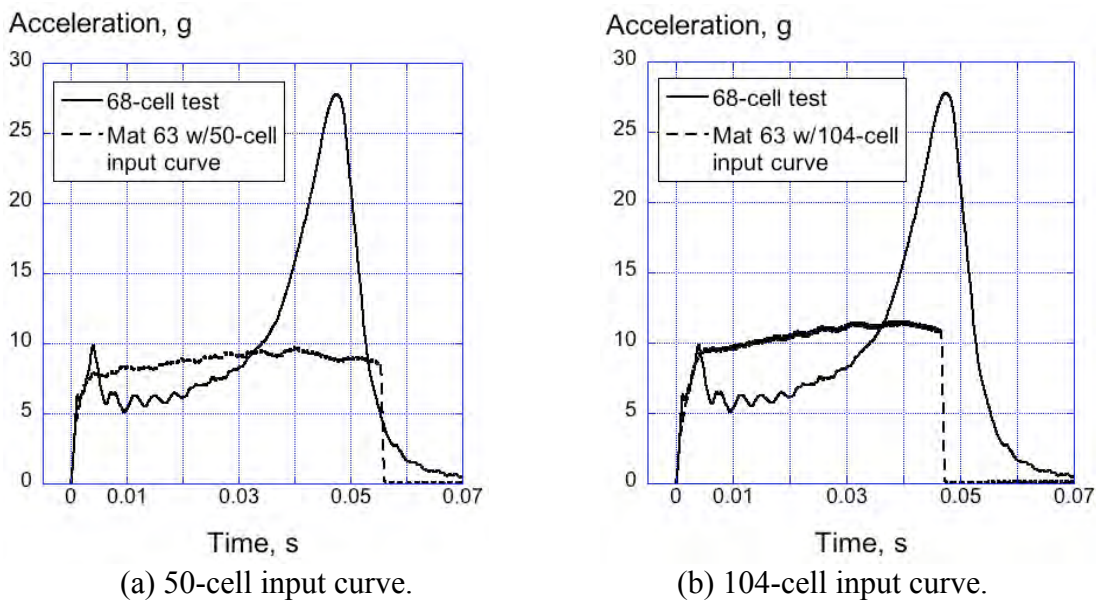 Acceleration, g
30
25
20
15
10
5
0
68-cell test
Mat 63 w/50-cell
input curve
0 0.01 0.03 0.05 0.07
Time, s
(a) 50-cell input curve.
Acceleration, g
30
25
20
15
10
5
0
68-cell test
Mat 63 w/104-cell
input curve
0 0.01 0.03 0.05 0.07
Time, s
(b) 104-cell input curve.